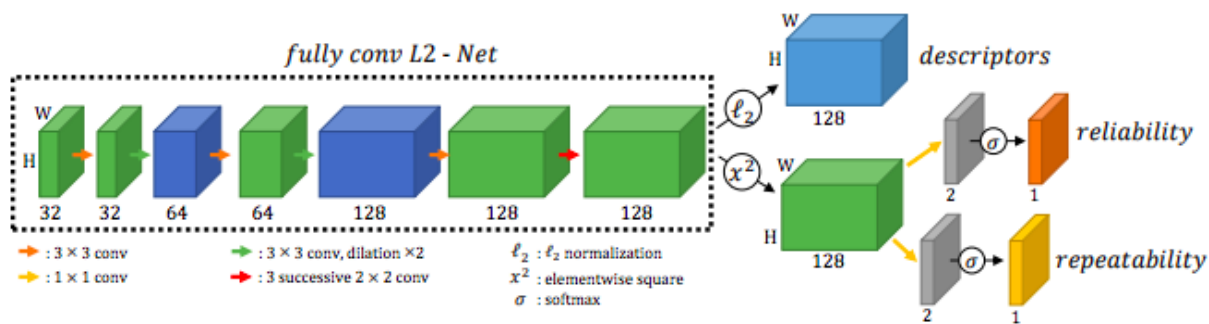 fully conv L2 - Net
W
H
32
32
64
64
128
128
128
: 3 × 3 conv
: 1 × 1 conv
: 3 × 3 conv, dilation ×2
: 3 successive 2 × 2 conv
ℓ2 : ℓ2 normalization
x² : elementwise square
σ : softmax
ℓ2
x²
W
H
128
descriptors
W
H
128
2
σ
1
reliability
2
σ
1
repeatability